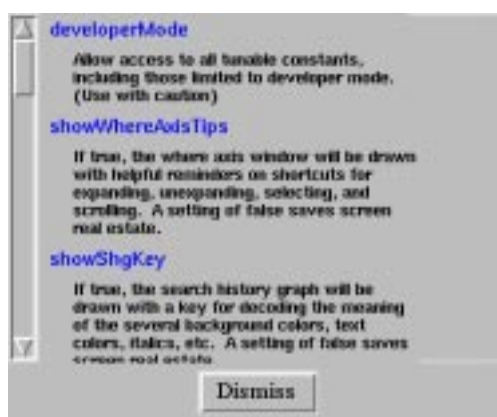 developerMode
Allow access to all tunable constants,
including those limited to developer mode.
(Use with caution)
showWhereAxisTips
If true, the where axis window will be drawn
with helpful reminders on shortcuts for
expanding, unexpanding, selecting, and
scrolling. A setting of false saves screen
real estate.
showShgKey
If true, the search history graph will be
drawn with a key for decoding the meaning
of the several background colors, text
colors, italics, etc. A setting of false saves
screen real estate.
Dismiss